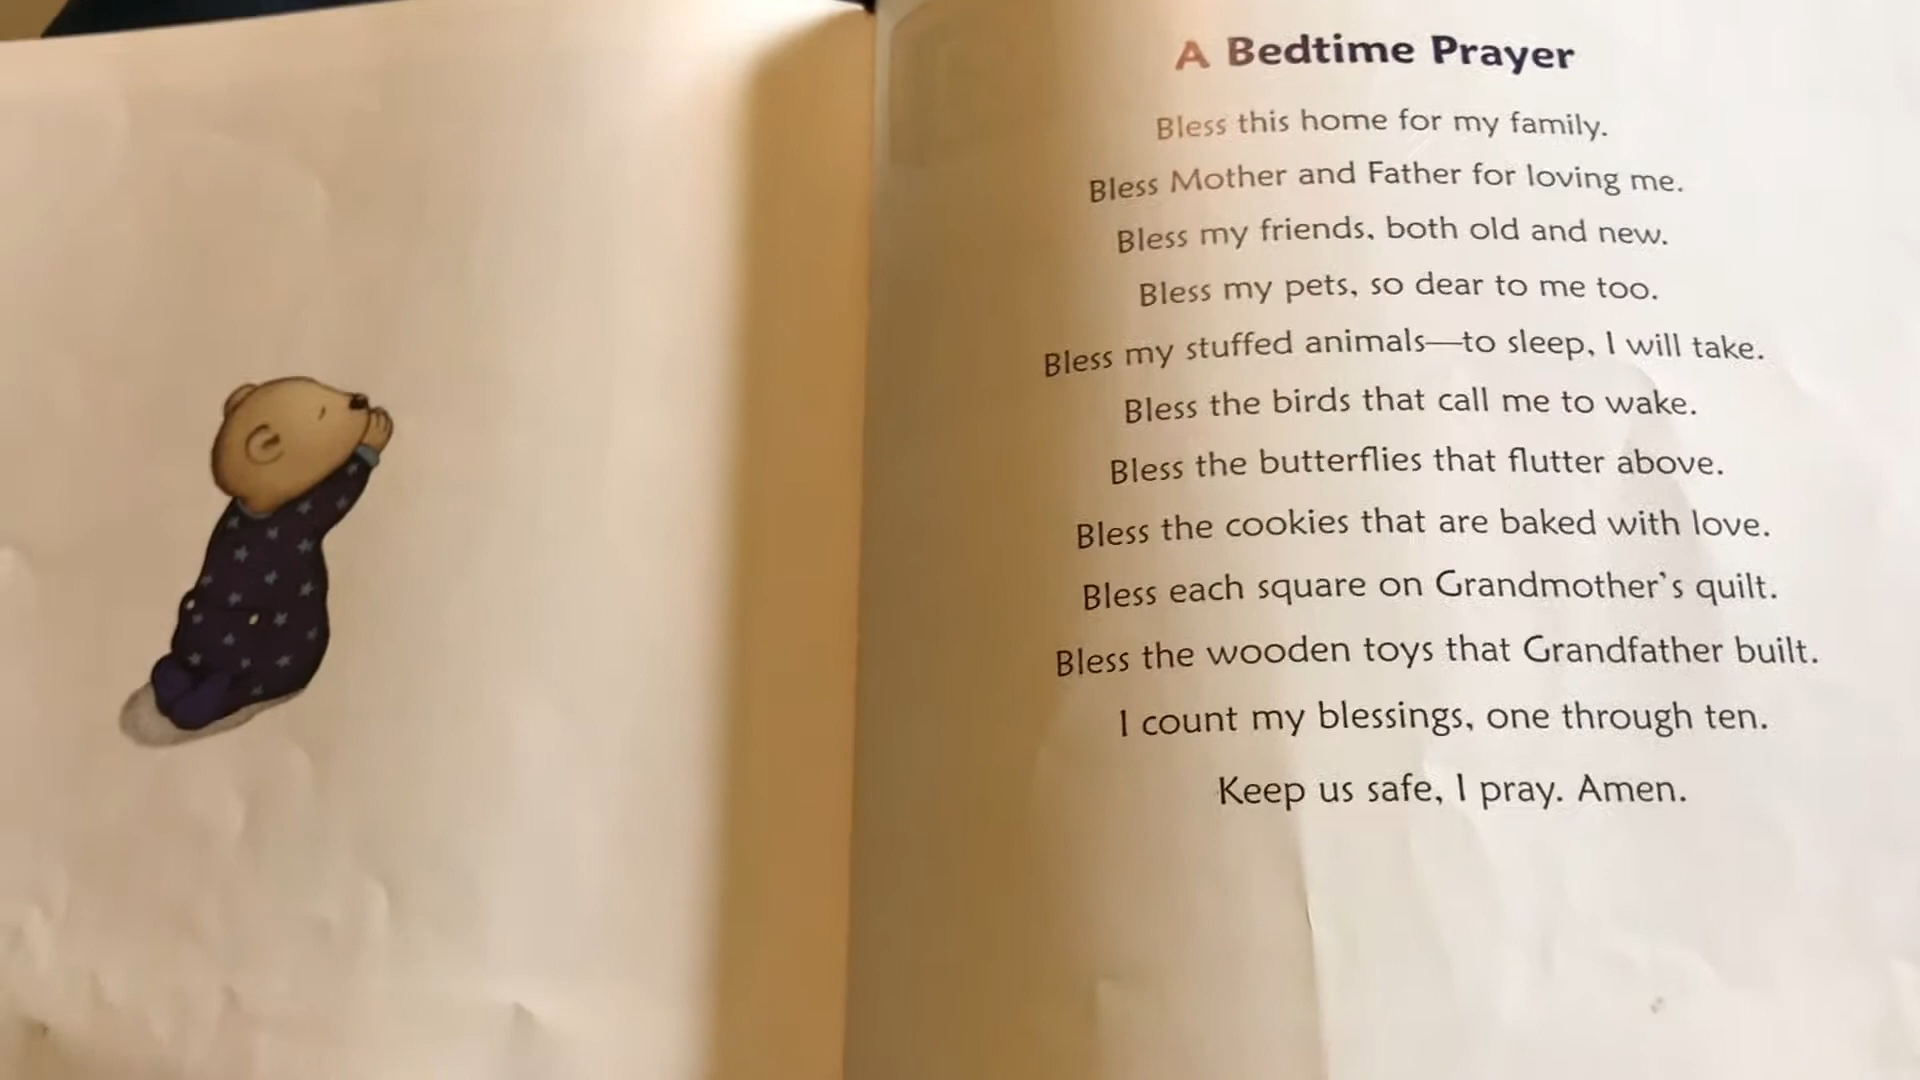 A Bedtime Prayer
Bless this home for my family.
Bless Mother and Father for loving me.
Bless my friends, both old and new.
Bless my pets, so dear to me too.
Bless my stuffed animals—to sleep, I will take.
Bless the birds that call me to wake.
Bless the butterflies that flutter above.
Bless the cookies that are baked with love.
Bless each square on Grandmother's quilt.
Bless the wooden toys that Grandfather built.
I count my blessings, one through ten.
Keep us safe, I pray. Amen.